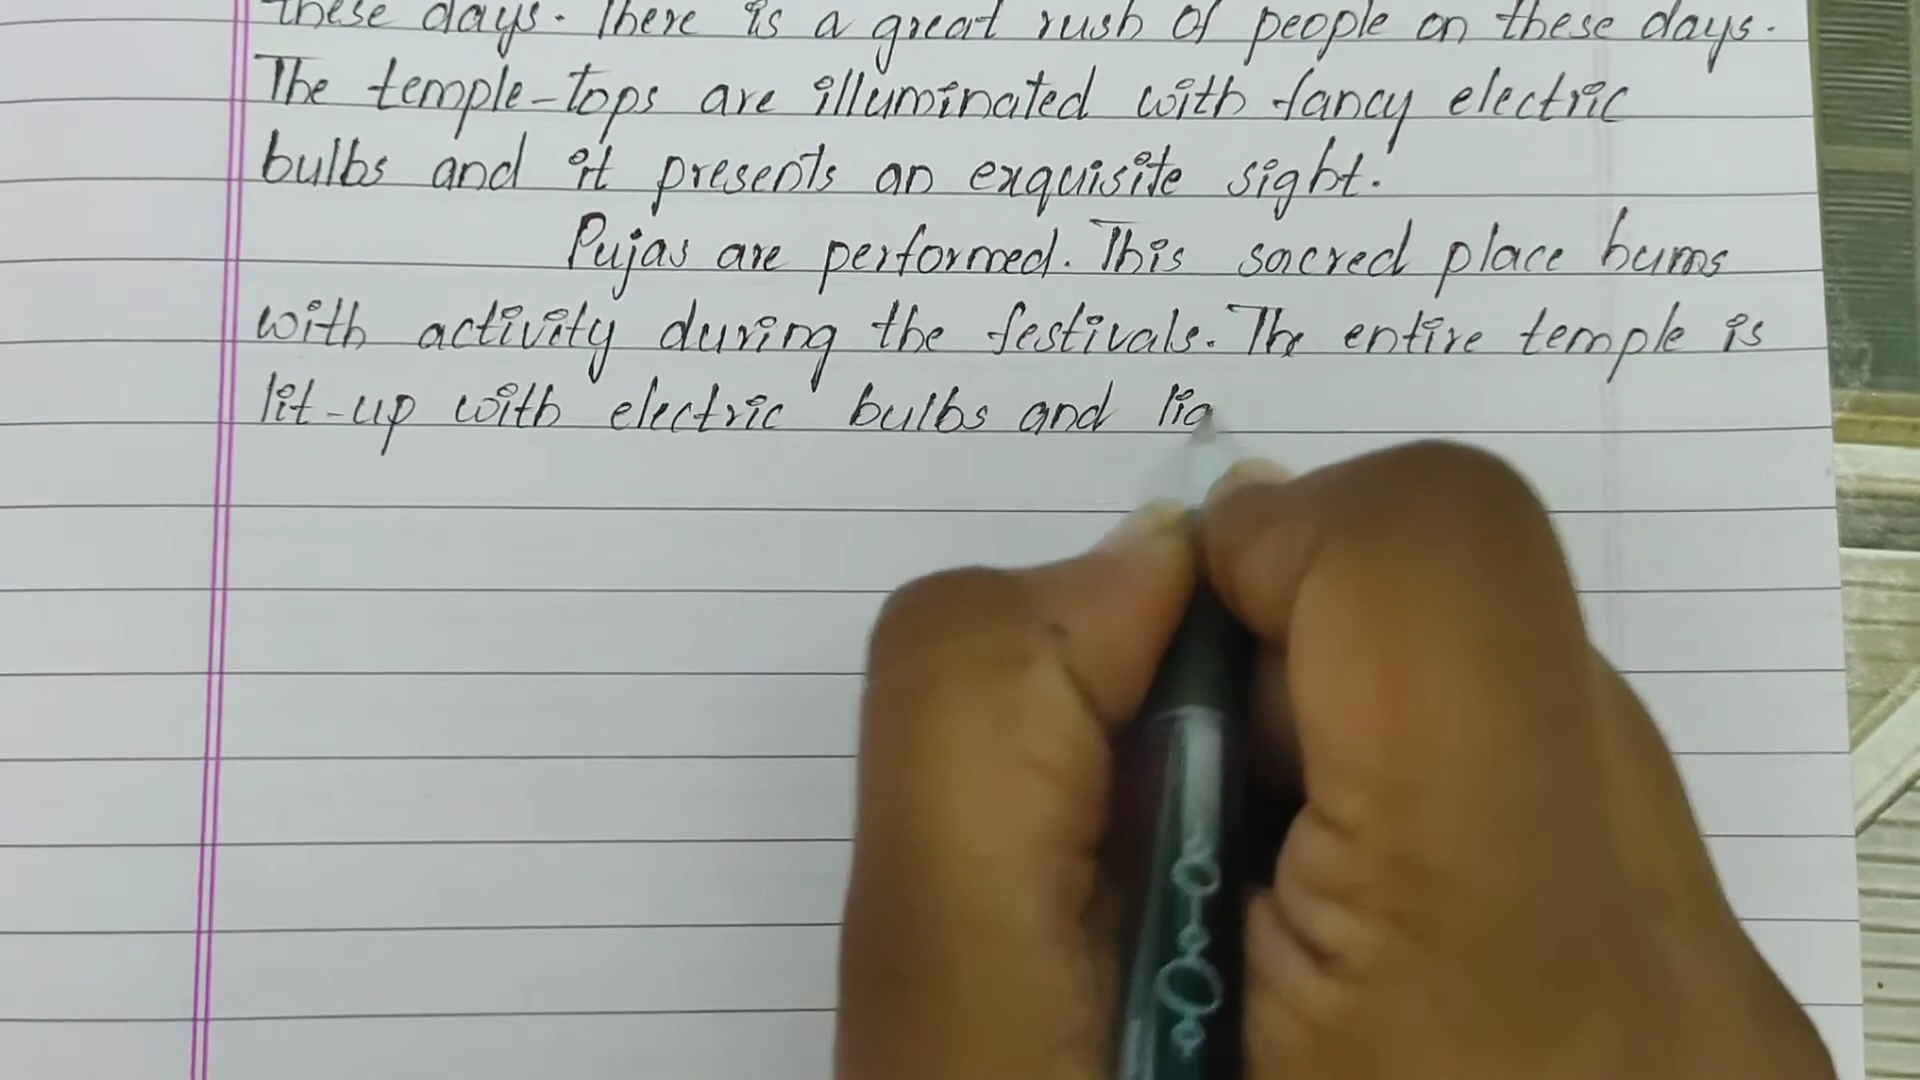 these days. There is a great rush of people on these days.
The temple-tops are illuminated with fancy electric
bulbs and it presents an exquisite sight.
Pujas are performed. This sacred place hums
with activity during the festivals. The entire temple is
lit-up with electric bulbs and